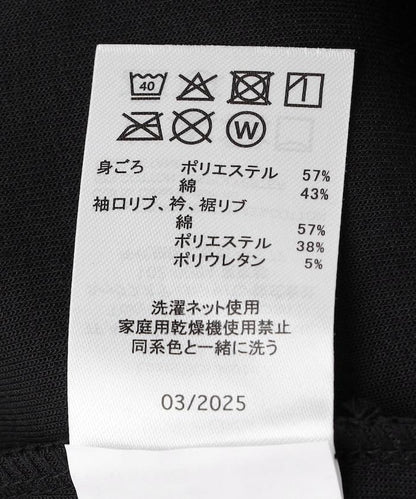 40
W
身ごろ ポリエステル 57%
綿 43%
袖口リブ、衿、裾リブ
綿 57%
ポリエステル 38%
ポリウレタン 5%
洗濯ネット使用
家庭用乾燥機使用禁止
同系色と一緒に洗う
03/2025